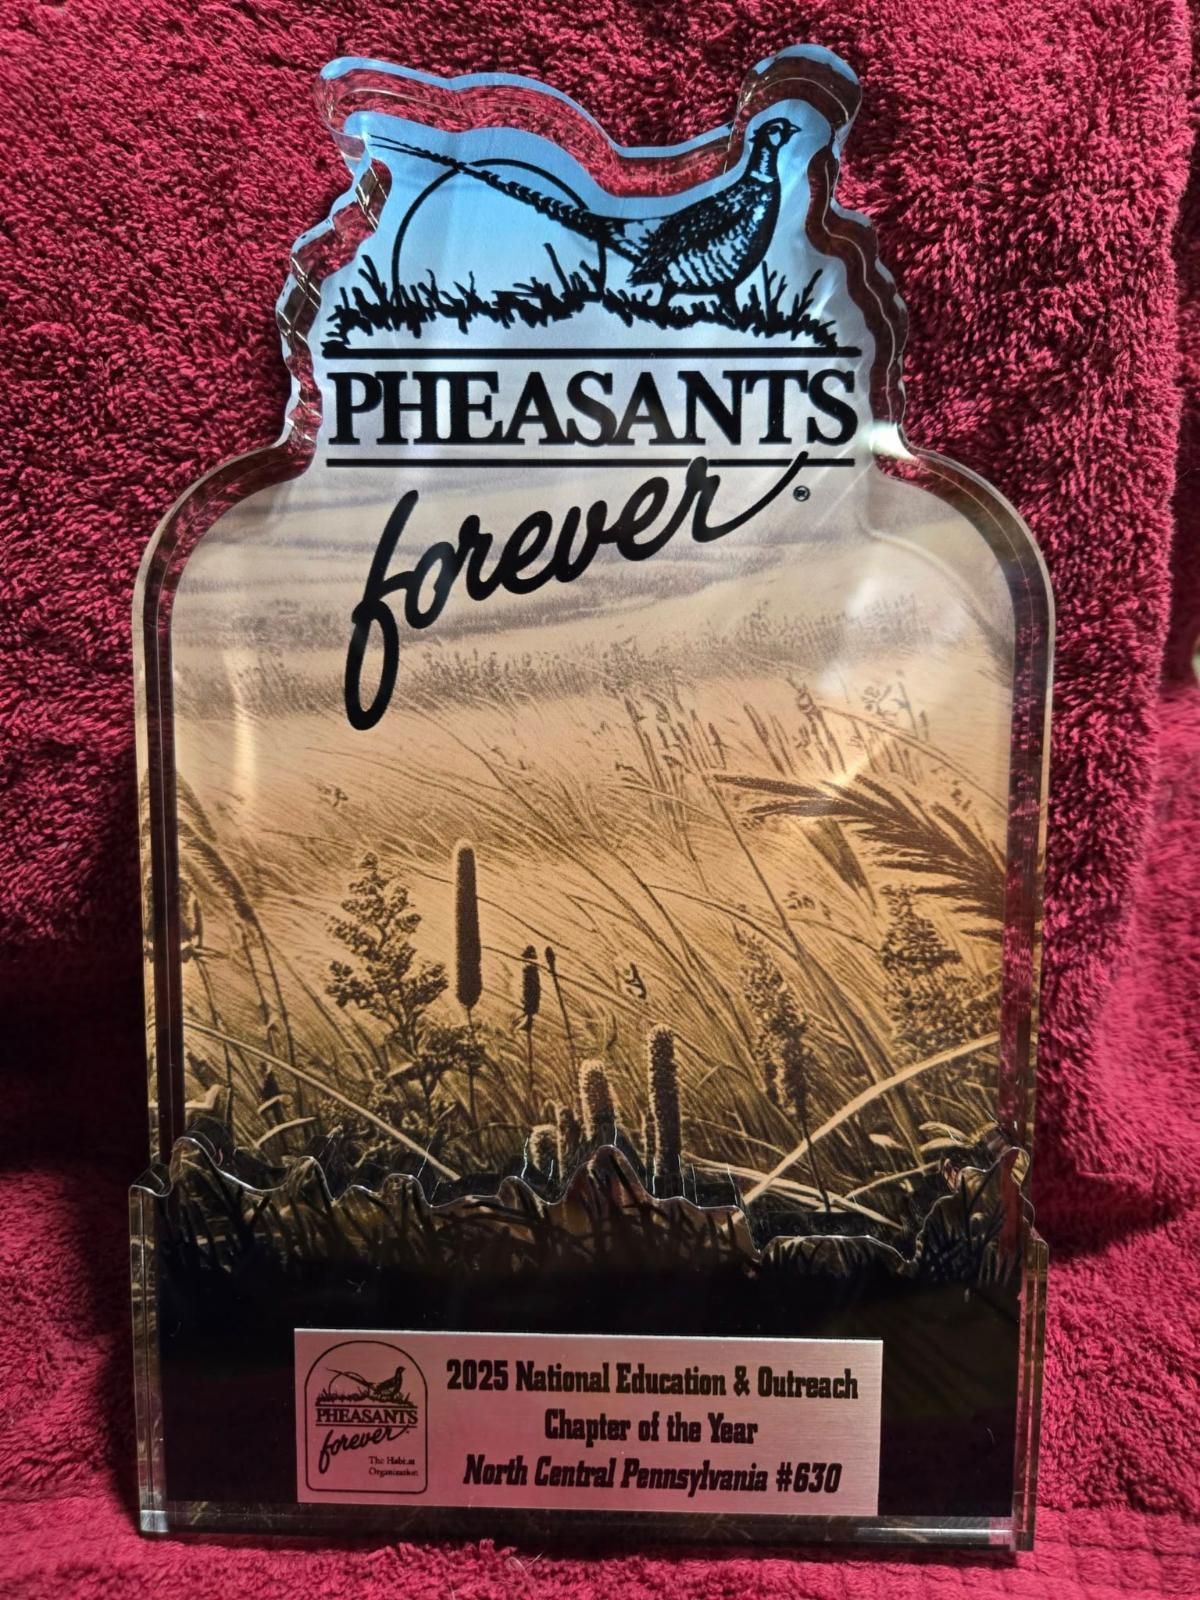 PHEASANTS
forever®
2025 National Education & Outreach
Chapter of the Year
North Central Pennsylvania #630
PHEASANTS
forever
The Habitat
Organization